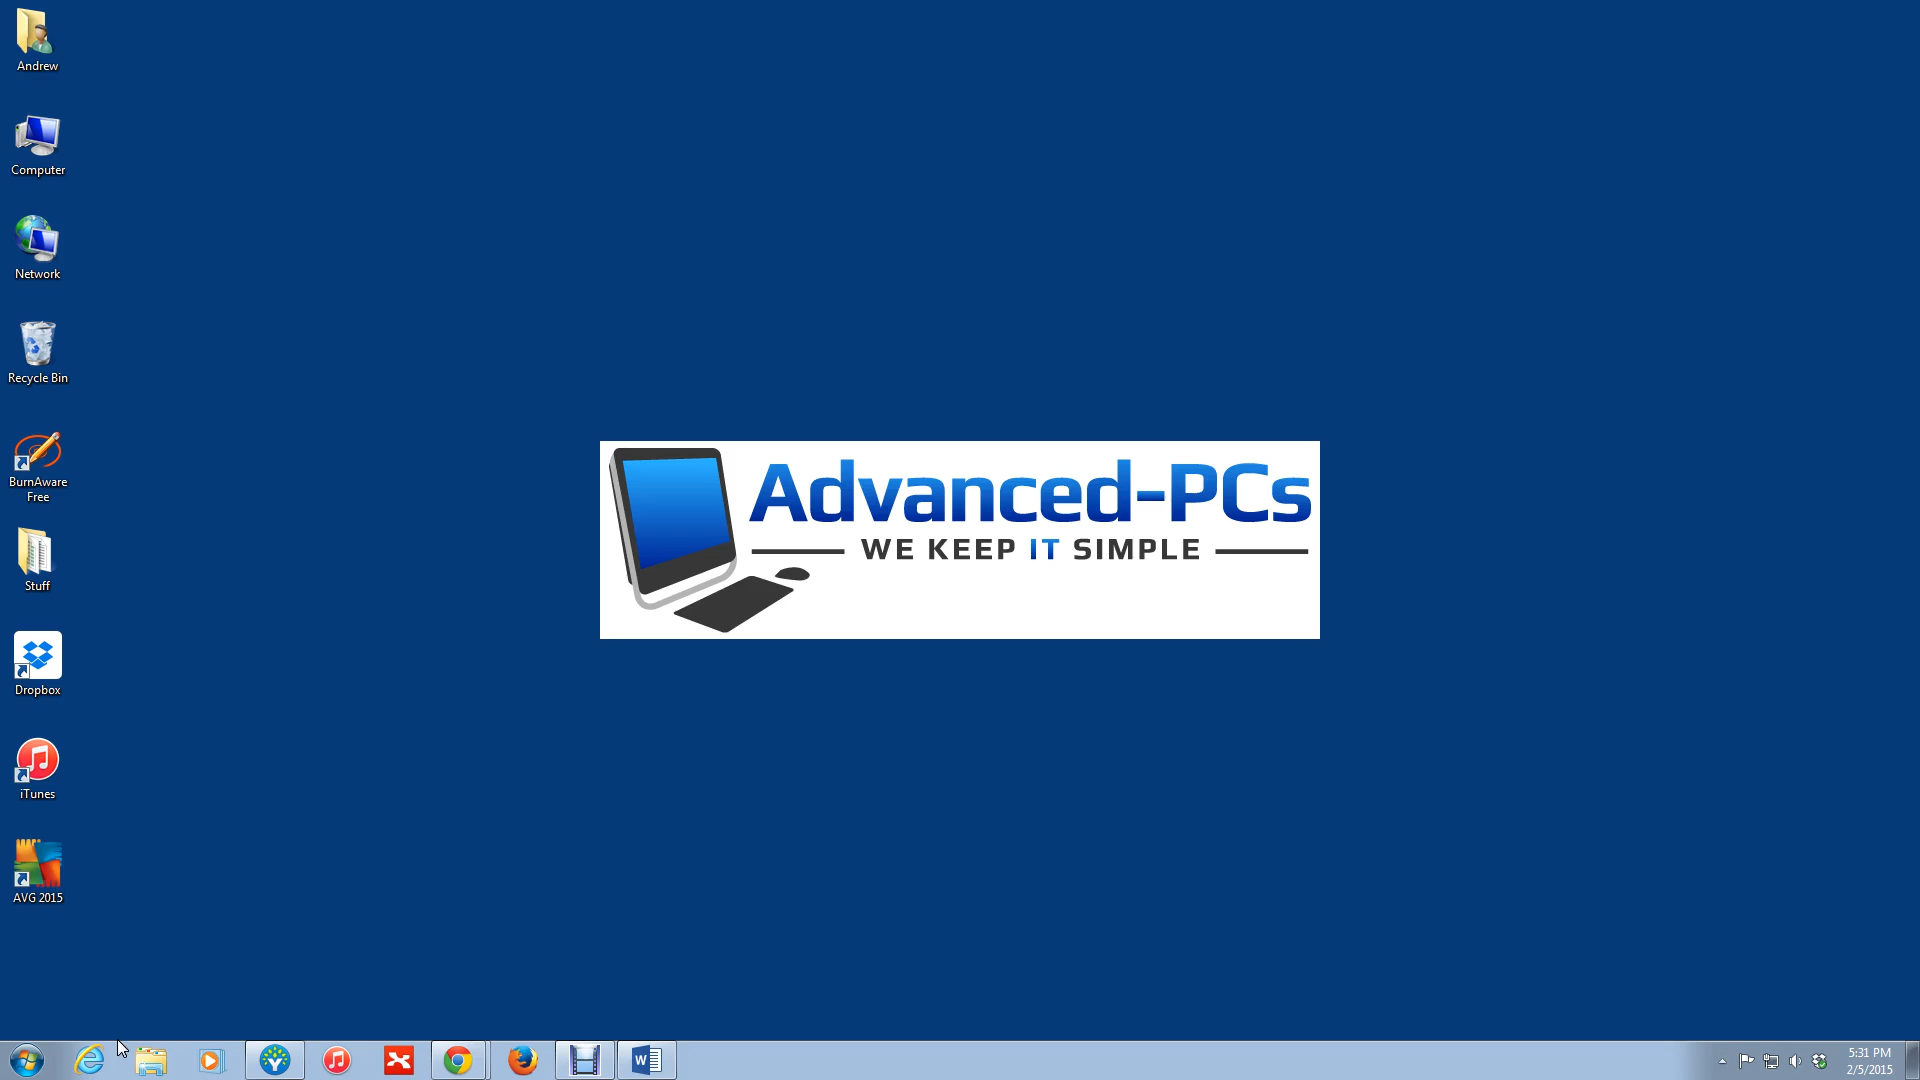 Andrew
Computer
Network
Recycle Bin
BurnAware
Free
Stuff
Dropbox
iTunes
AVG 2015
Advanced-PCs
WE KEEP IT SIMPLE
W
5:31 PM
2/5/2015